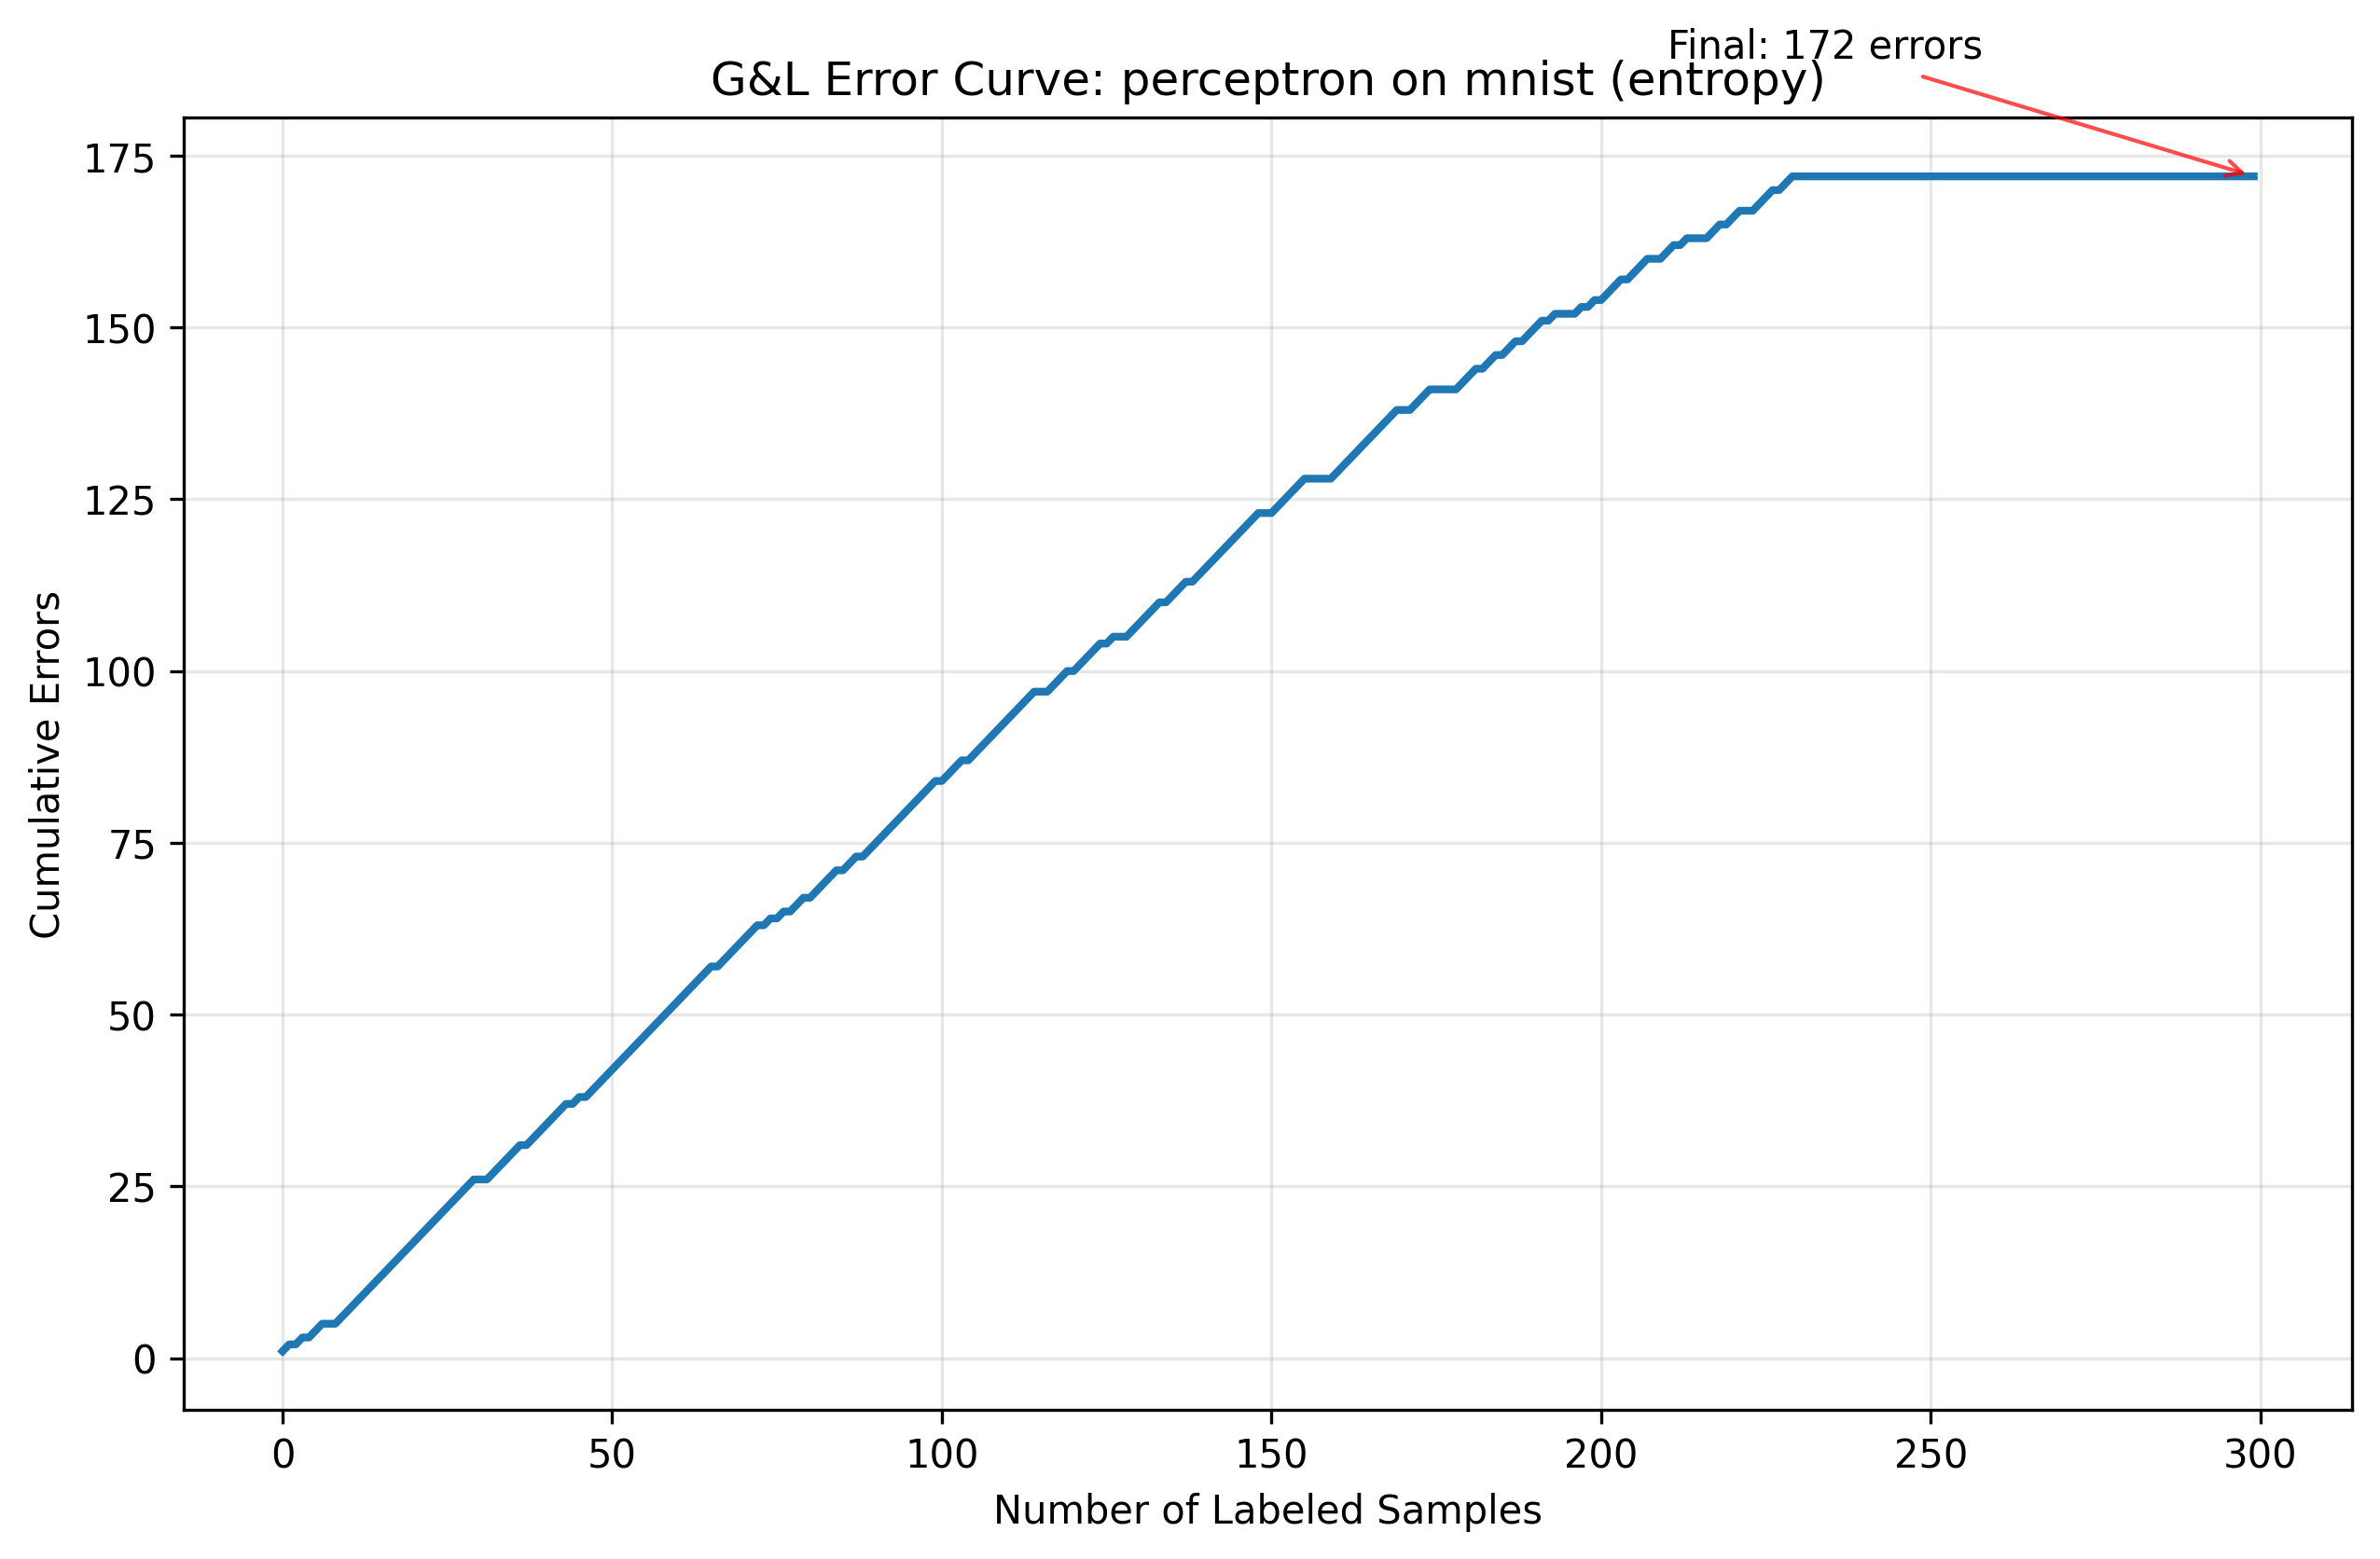 Final: 172 errors
G&L Error Curve: perceptron on mnist (entropy)
175
150
125
100
75
50
25
0
Cumulative Errors
0 50 100 150 200 250 300
Number of Labeled Samples